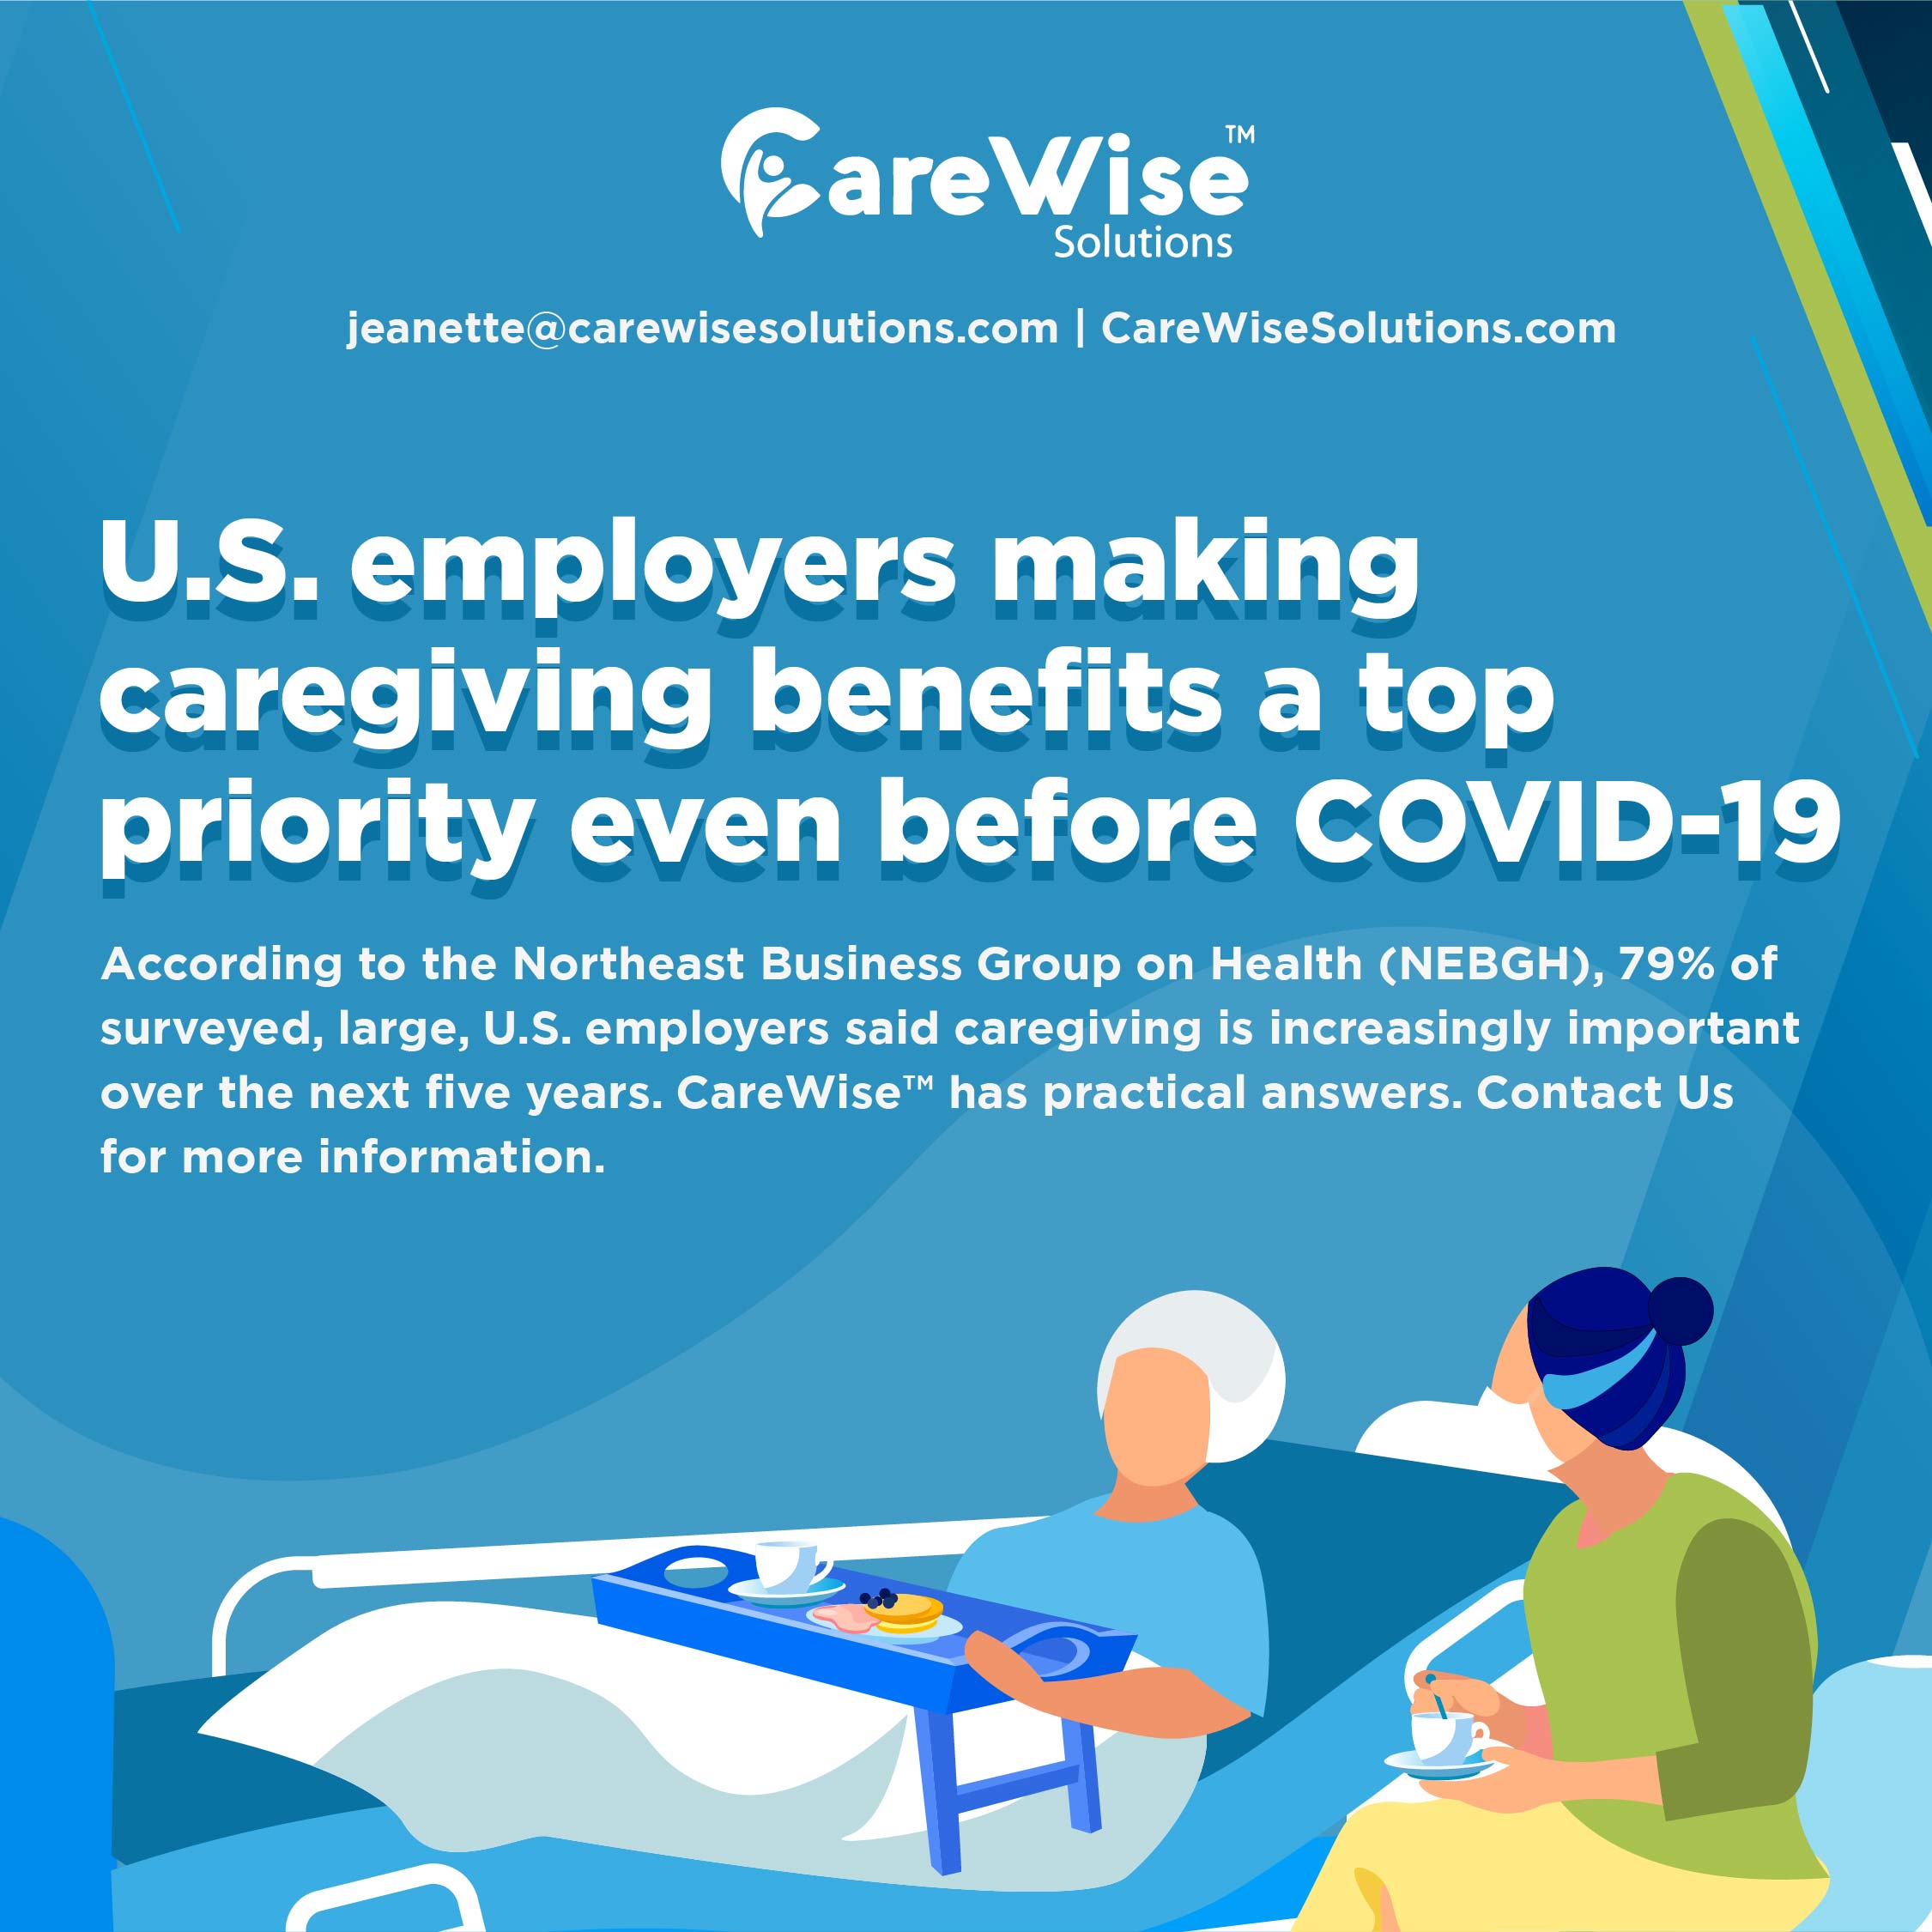 CareWise™
Solutions
jeanette@carewisesolutions.com | CareWiseSolutions.com
U.S. employers making
caregiving benefits a top
priority even before COVID-19
According to the Northeast Business Group on Health (NEBGH), 79% of
surveyed, large, U.S. employers said caregiving is increasingly important
over the next five years. CareWise™ has practical answers. Contact Us
for more information.